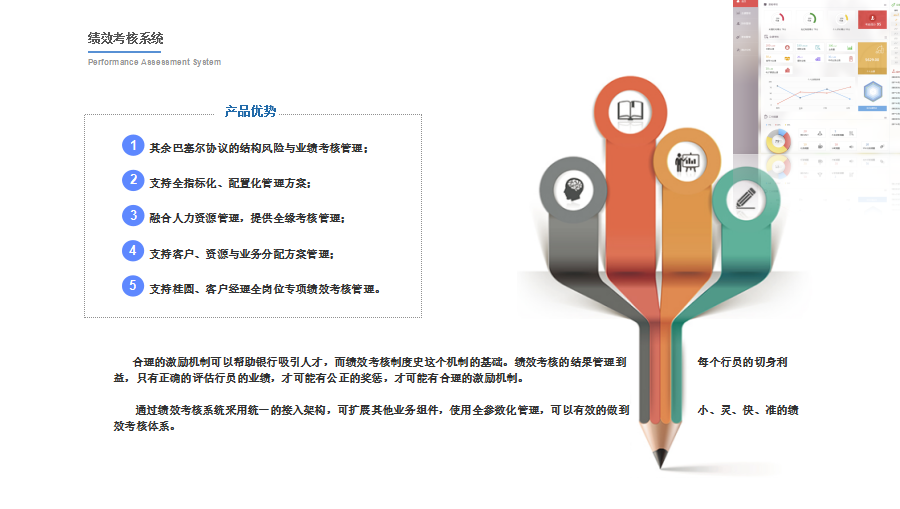 绩效考核系统
Performance Assessment System
产品优势
1 其余巴塞尔协议的结构风险与业绩考核管理;
2 支持全指标化、配置化管理方案;
3 融合人力资源管理，提供全缘考核管理;
4 支持客户、资源与业务分配方案管理;
5 支持柱圆、客户经理全岗位专项绩效考核管理。
合理的激励机制可以帮助银行吸引人才，而绩效考核制度史这个机制的基础。绩效考核的结果管理到 每个行员的切身利
益，只有正确的评估行员的业绩，才可能有公正的奖惩，才可能有合理的激励机制。
通过绩效考核系统采用统一的接入架构，可扩展其他业务组件，使用全参数化管理，可以有效的做到 小、灵、快、准的绩
效考核体系。